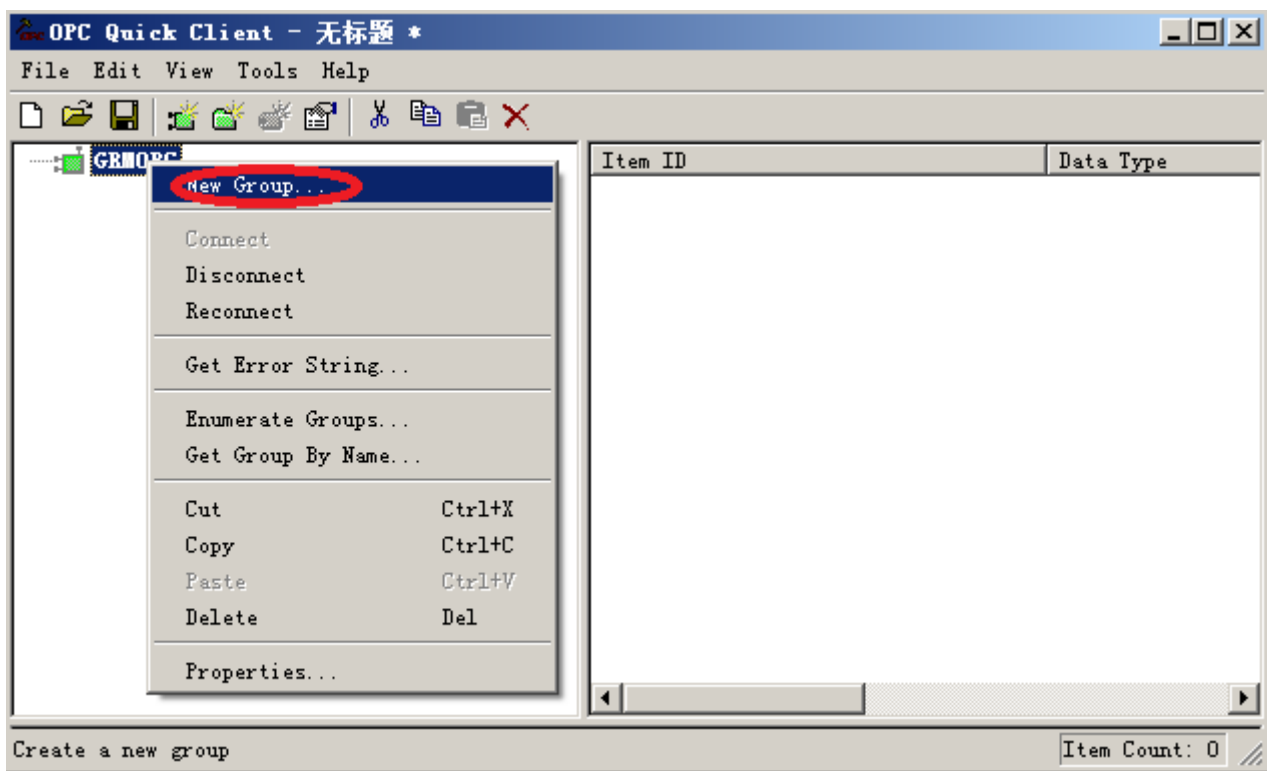 OPC Quick Client - 无标题 *
File Edit View Tools Help
GRMOPC
Item ID Data Type
New Group...
Connect
Disconnect
Reconnect
Get Error String...
Enumerate Groups...
Get Group By Name...
Cut Ctrl+X
Copy Ctrl+C
Paste Ctrl+V
Delete Del
Properties...
Create a new group Item Count: 0